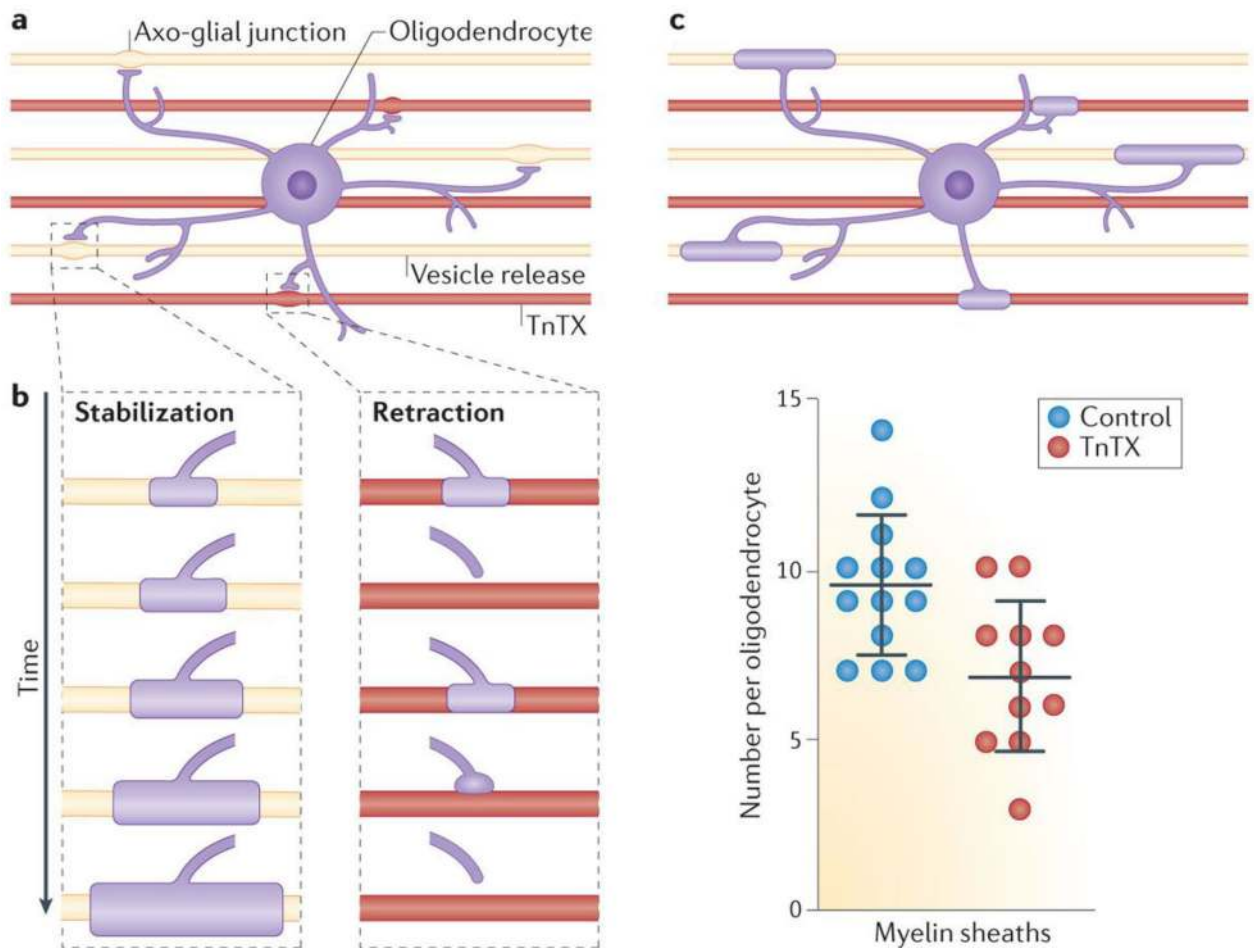 a
Axo-glial junction
Oligodendrocyte
Vesicle release
TnTX
c
b
Stabilization
Retraction
Time
15
10
5
0
Number per oligodendrocyte
Control
TnTX
Myelin sheaths